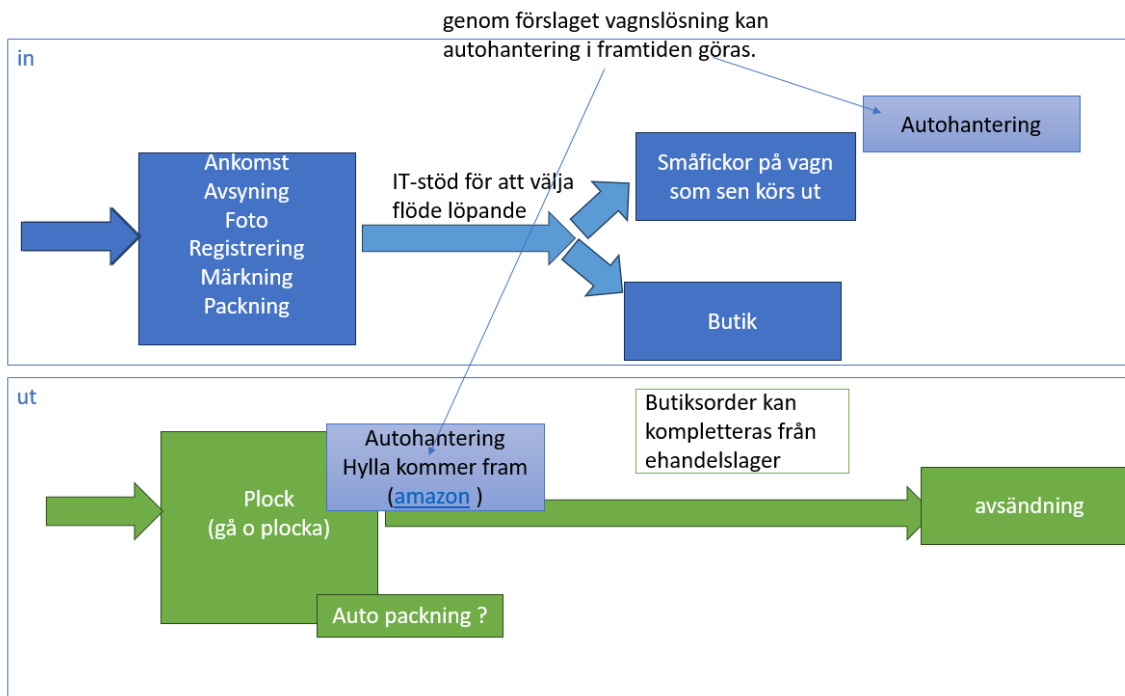 genom förslaget vagnslösning kan
autohantering i framtiden göras.
in
Autohantering
Ankomst
Avsyning
Foto
Registrering
Märkning
Packning
IT-stöd för att välja
flöde löpande
Småfickor på vagn
som sen körs ut
Butik
ut
Butiksorder kan
kompletteras från
ehandelslager
Autohantering
Hylla kommer fram
(amazon )
Plock
(gå o plocka)
avsändning
Auto packning ?